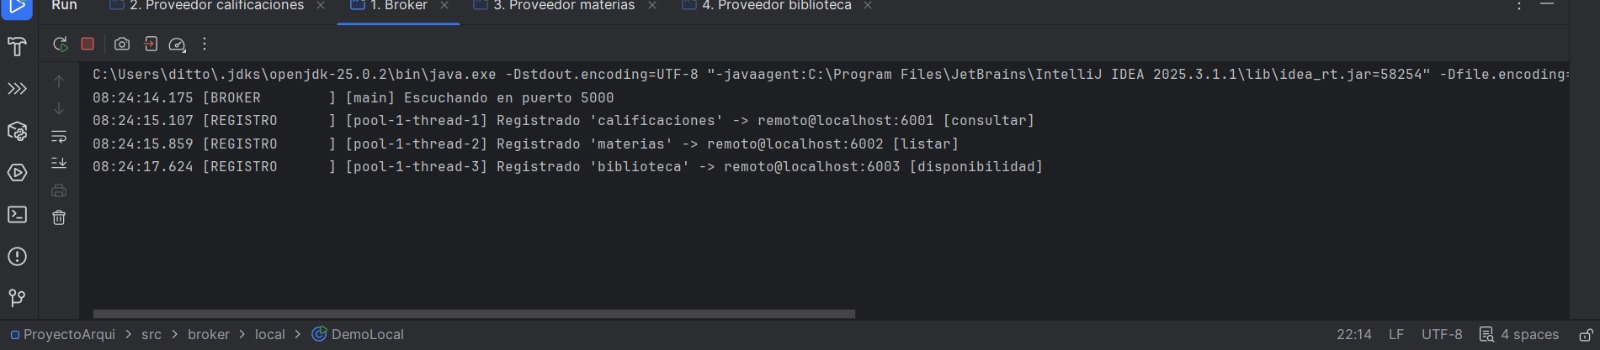 Run 2. Proveedor calificaciones × 1. Broker × 3. Proveedor materias × 4. Proveedor biblioteca ×
C:\Users\ditto\.jdks\openjdk-25.0.2\bin\java.exe -Dstdout.encoding=UTF-8 "-javaagent:C:\Program Files\JetBrains\IntelliJ IDEA 2025.3.1.1\lib\idea_rt.jar=58254" -Dfile.encoding=
08:24:14.175 [BROKER        ] [main] Escuchando en puerto 5000
08:24:15.107 [REGISTRO      ] [pool-1-thread-1] Registrado 'calificaciones' -> remoto@localhost:6001 [consultar]
08:24:15.859 [REGISTRO      ] [pool-1-thread-2] Registrado 'materias' -> remoto@localhost:6002 [listar]
08:24:17.624 [REGISTRO      ] [pool-1-thread-3] Registrado 'biblioteca' -> remoto@localhost:6003 [disponibilidad]
ProyectoArqui > src > broker > local > DemoLocal 22:14 LF UTF-8 4 spaces